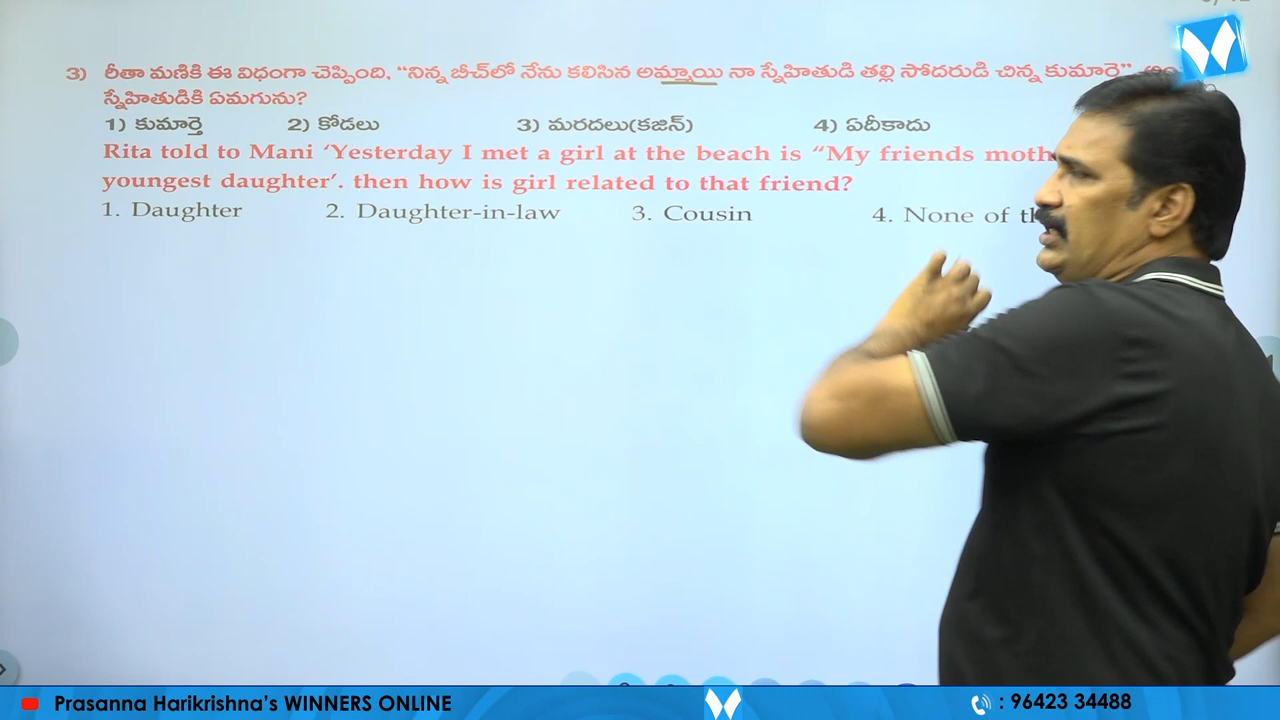 3) రీతా మణికి ఈ విధంగా చెప్పింది, “నిన్న బీచ్‌లో నేను కలిసిన అమ్మాయి నా స్నేహితుడి తల్లి సోదరుడి చిన్న కుమార్తె”.
స్నేహితుడికి ఏమగును?
1) కుమార్తె 2) కోడలు 3) మరదలు(కజిన్) 4) ఏదీకాదు
Rita told to Mani ‘Yesterday I met a girl at the beach is “My friends
youngest daughter’. then how is girl related to that friend?
1. Daughter 2. Daughter-in-law 3. Cousin 4. None of
Prasanna Harikrishna’s WINNERS ONLINE : 96423 34488